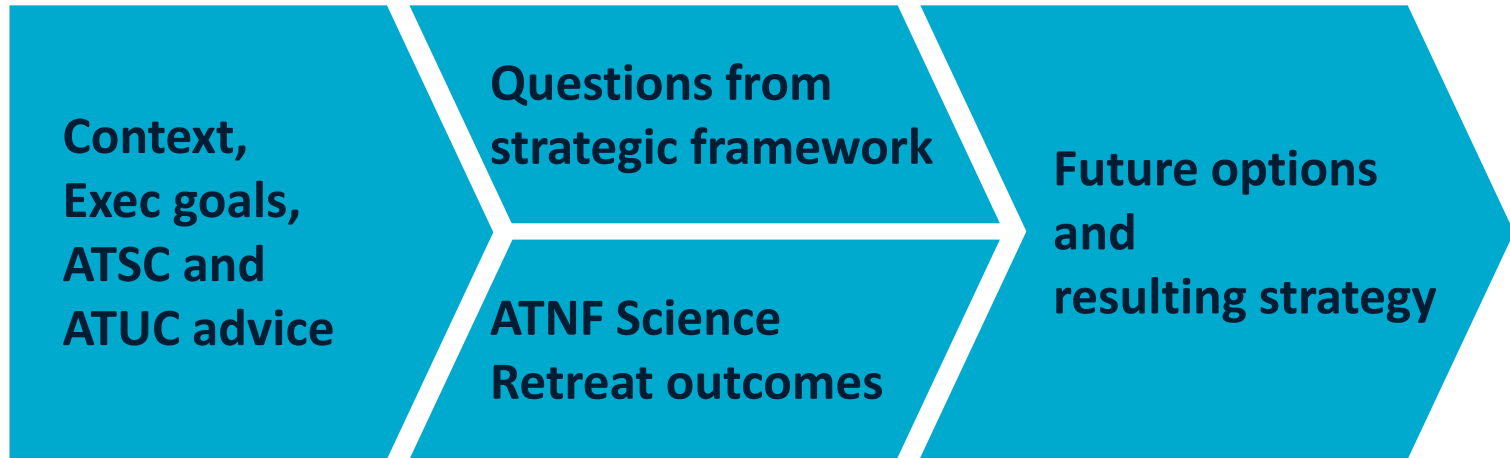 Context,
Exec goals,
ATSC and
ATUC advice
Questions from
strategic framework
ATNF Science
Retreat outcomes
Future options
and
resulting strategy